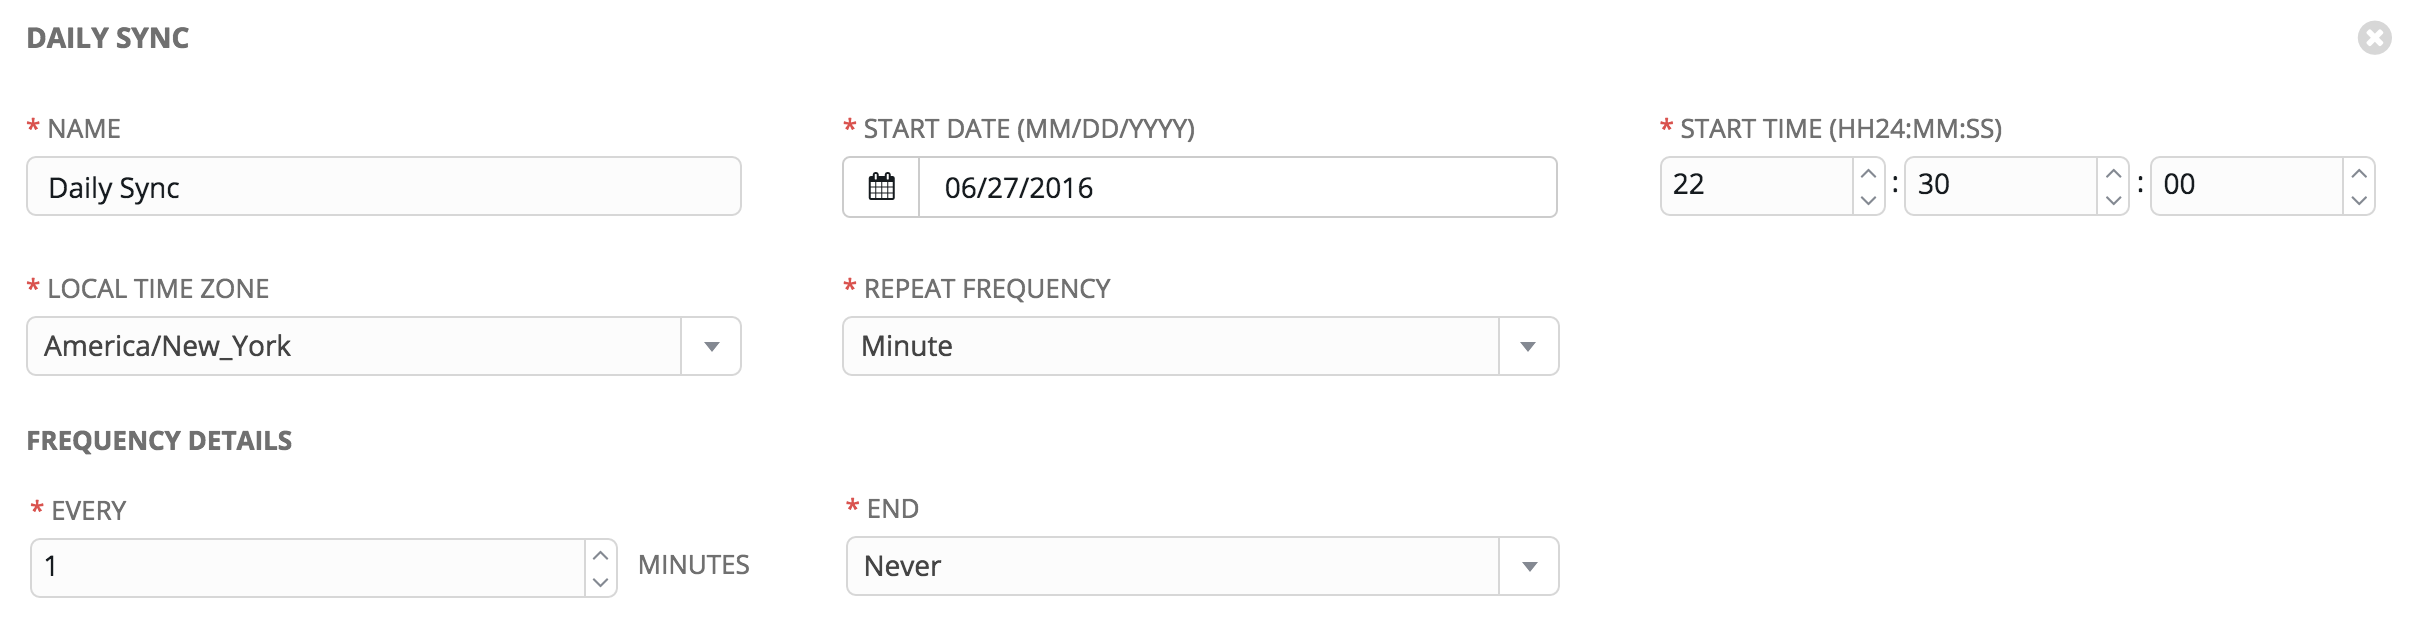 DAILY SYNC
* NAME
* START DATE (MM/DD/YYYY)
* START TIME (HH24:MM:SS)
Daily Sync
06/27/2016
22 : 30 : 00
* LOCAL TIME ZONE
* REPEAT FREQUENCY
America/New_York
Minute
FREQUENCY DETAILS
* EVERY
* END
1 MINUTES
Never